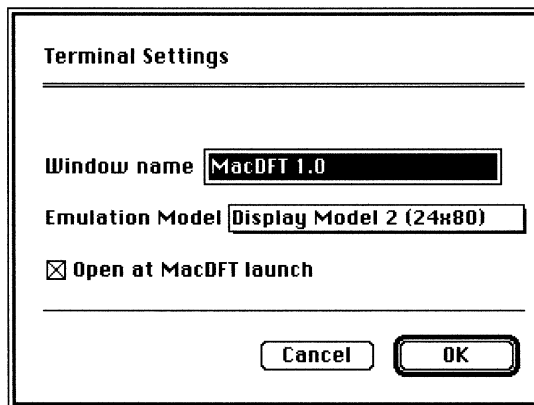 Terminal Settings
Window name MacDFT 1.0
Emulation Model Display Model 2 (24x80)
Open at MacDFT launch
Cancel OK